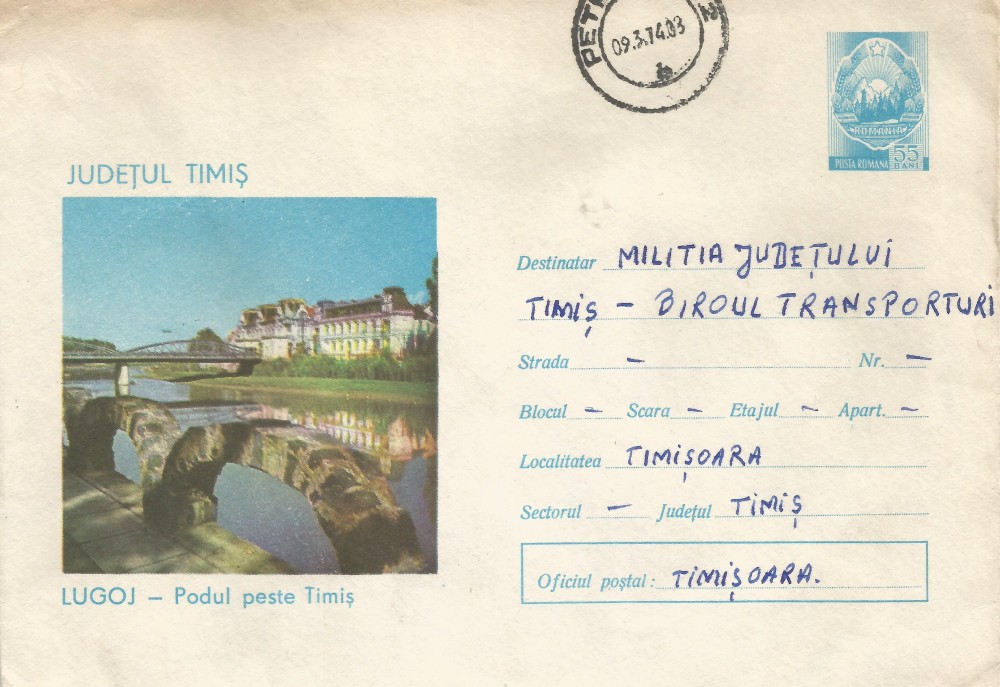 PETR
09.3.74.03
ROMANIA
POSTA ROMANA 55 BANI
JUDEȚUL TIMIȘ
Destinatar MILITIA JUDEȚULUI
TIMIȘ – BIROUL TRANSPORTURI
Strada – Nr. –
Blocul – Scara – Etajul – Apart. –
Localitatea TIMIȘOARA
Sectorul – Județul TIMIȘ
Oficiul poștal: TIMIȘOARA.
LUGOJ – Podul peste Timiș